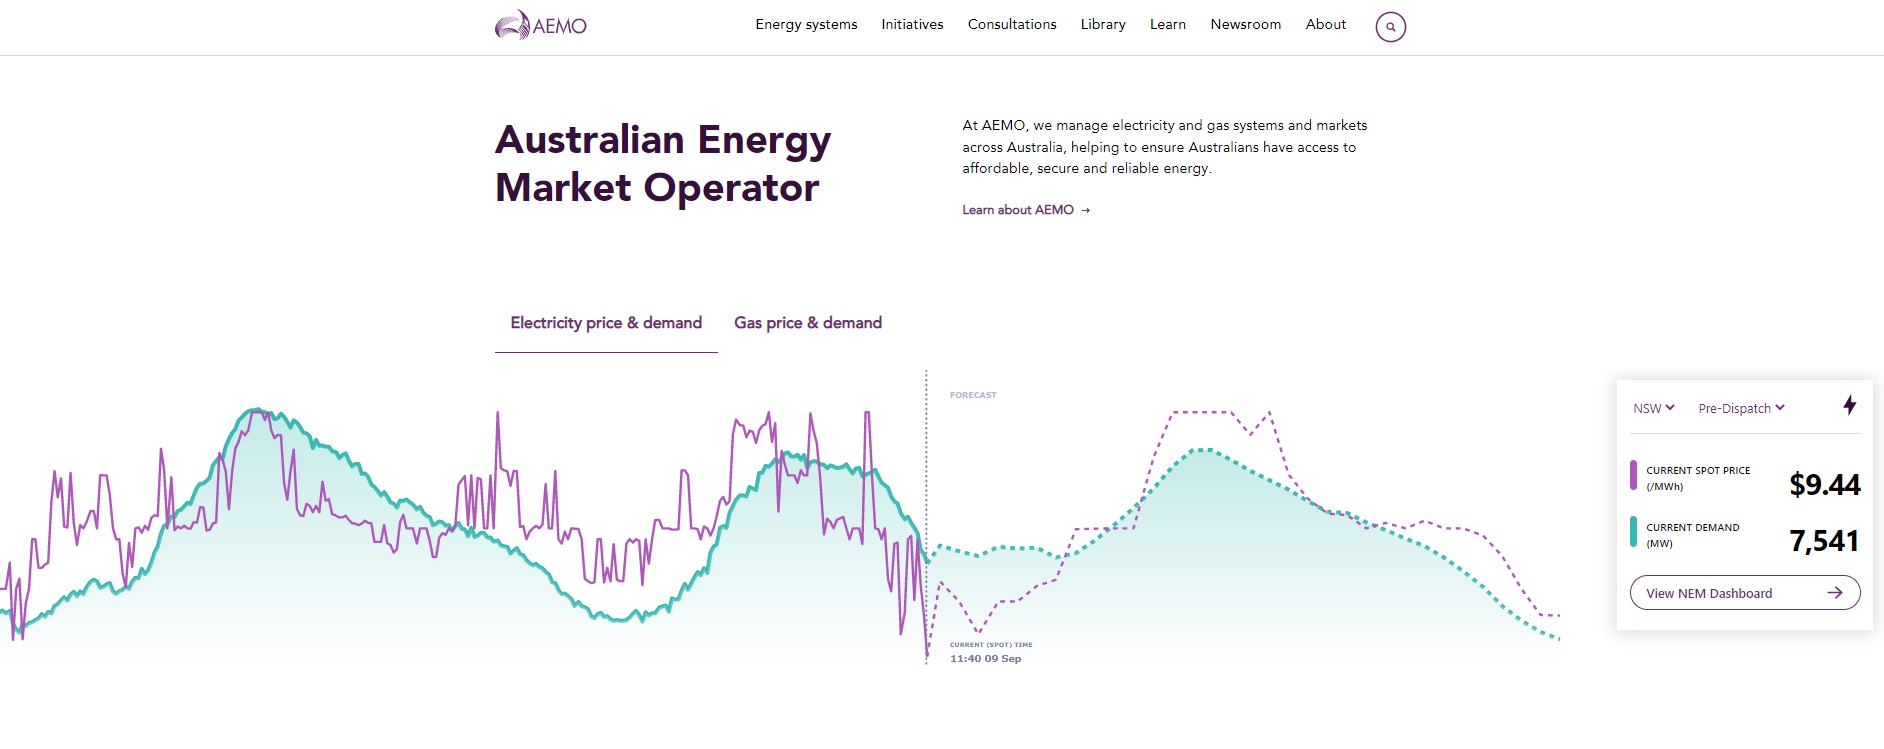 AEMO
Energy systems Initiatives Consultations Library Learn Newsroom About
Australian Energy
Market Operator
At AEMO, we manage electricity and gas systems and markets
across Australia, helping to ensure Australians have access to
affordable, secure and reliable energy.
Learn about AEMO →
Electricity price & demand Gas price & demand
FORECAST
CURRENT (SPOT) TIME
11:40 09 Sep
NSW Pre-Dispatch
CURRENT SPOT PRICE
(/MWh)
$9.44
CURRENT DEMAND
(MW)
7,541
View NEM Dashboard →